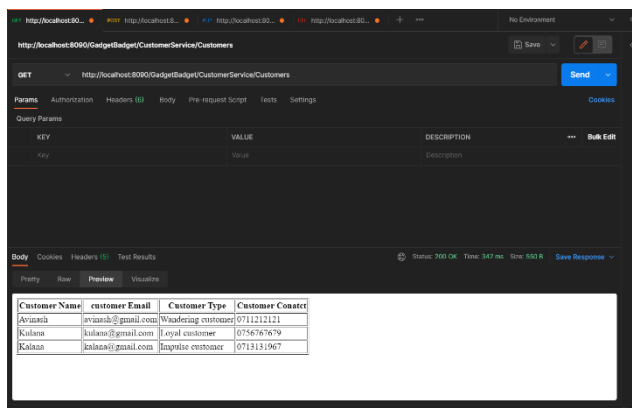 GET http://localhost:80... POST http://localhost:8... PUT http://localhost:80... DEL http://localhost:80... + ••• No Environment
http://localhost:8090/GadgetBadget/CustomerService/Customers Save
GET http://localhost:8090/GadgetBadget/CustomerService/Customers Send
Params Authorization Headers (6) Body Pre-request Script Tests Settings Cookies
Query Params
KEY VALUE DESCRIPTION ••• Bulk Edit
Key Value Description
Body Cookies Headers (5) Test Results Status: 200 OK Time: 347 ms Size: 550 B Save Response
Pretty Raw Preview Visualize
Customer Name customer Email Customer Type Customer Conatct
Avinash avinash@gmail.com Wandering customer 0711212121
Kulana kulana@gmail.com Loyal customer 0756767679
Kalana kalana@gmail.com Impulse customer 0713131967